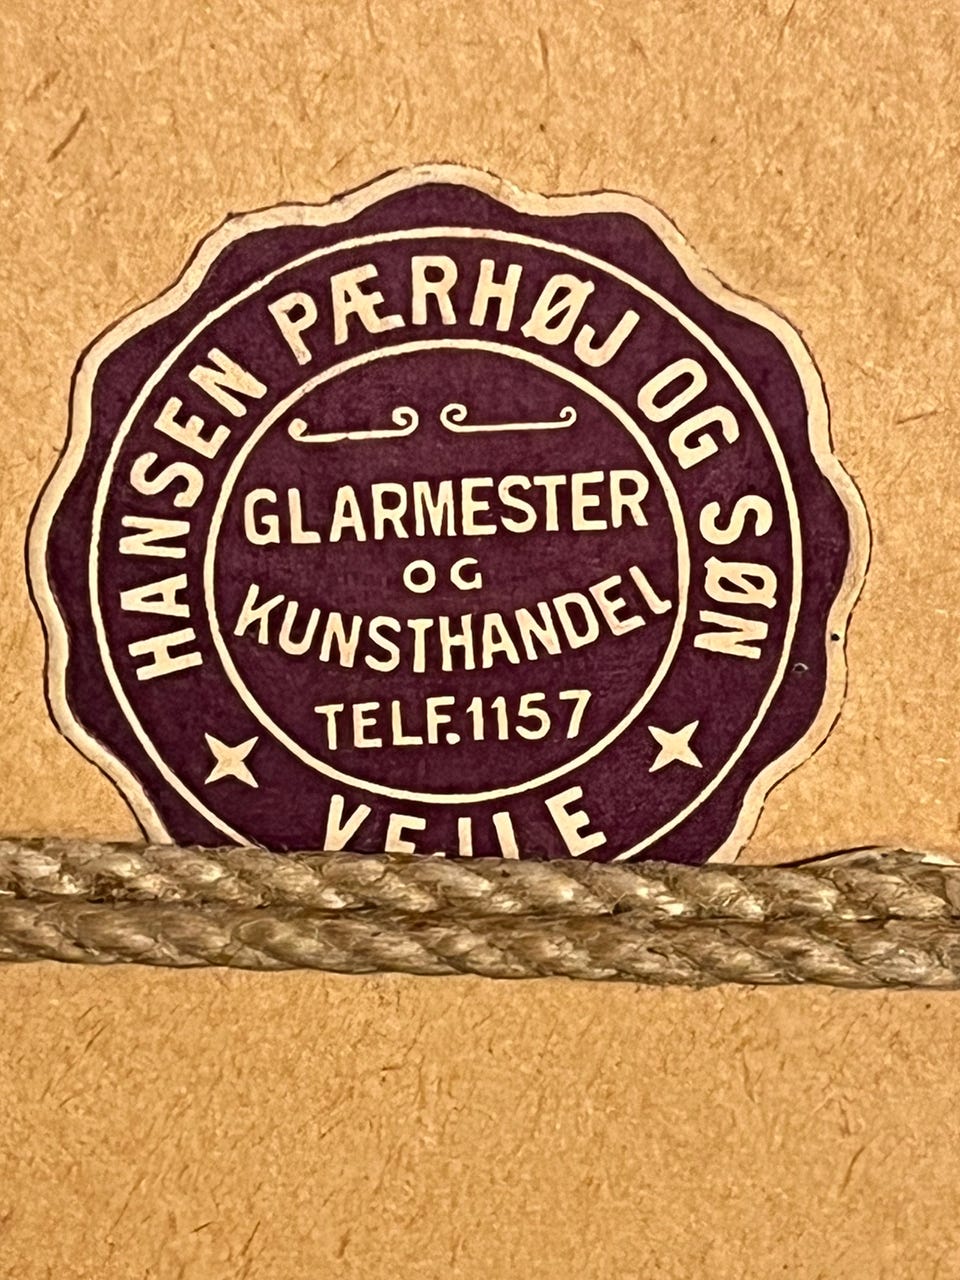 HANSEN PÆRHØJ OG SØN
GLARMESTER
OG
KUNSTHANDEL
TELF.1157
VEJLE